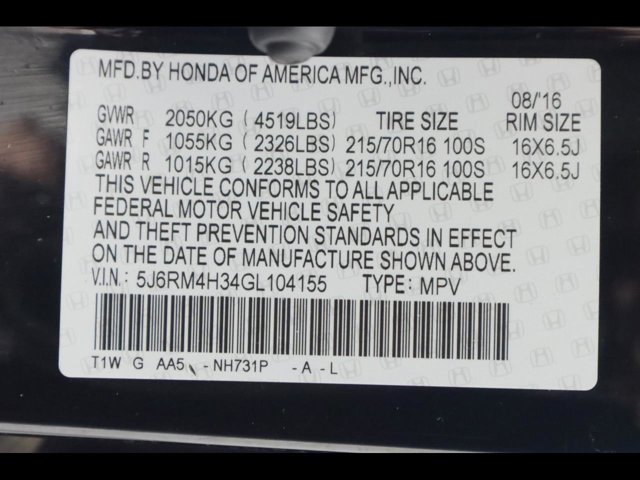 MFD.BY HONDA OF AMERICA MFG.,INC.
08/'16
GVWR 2050KG (4519LBS) TIRE SIZE RIM SIZE
GAWR F 1055KG (2326LBS) 215/70R16 100S 16X6.5J
GAWR R 1015KG (2238LBS) 215/70R16 100S 16X6.5J
THIS VEHICLE CONFORMS TO ALL APPLICABLE
FEDERAL MOTOR VEHICLE SAFETY
AND THEFT PREVENTION STANDARDS IN EFFECT
ON THE DATE OF MANUFACTURE SHOWN ABOVE.
V.I.N.: 5J6RM4H34GL104155 TYPE: MPV
T1W G AA5 - NH731P - A - L